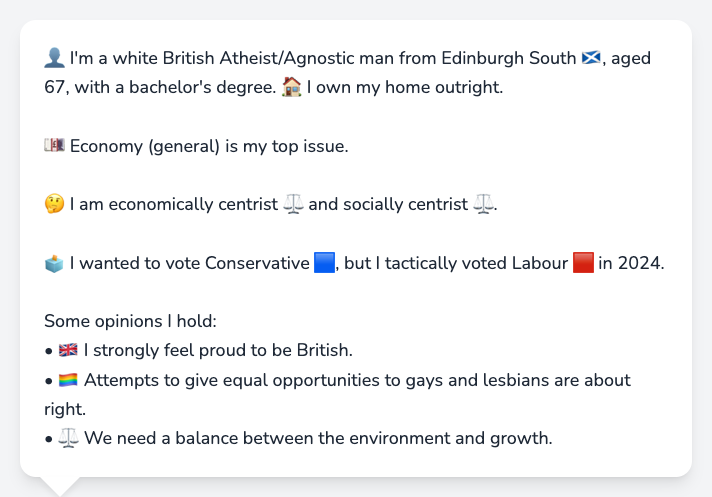 👤 I'm a white British Atheist/Agnostic man from Edinburgh South 🏴󠁧󠁢󠁳󠁣󠁴󠁿, aged
67, with a bachelor's degree. 🏠 I own my home outright.
💷 Economy (general) is my top issue.
🤔 I am economically centrist ⚖️ and socially centrist ⚖️.
🗳️ I wanted to vote Conservative 🟦, but I tactically voted Labour 🟥 in 2024.
Some opinions I hold:
• 🇬🇧 I strongly feel proud to be British.
• 🏳️‍🌈 Attempts to give equal opportunities to gays and lesbians are about
right.
• ⚖️ We need a balance between the environment and growth.